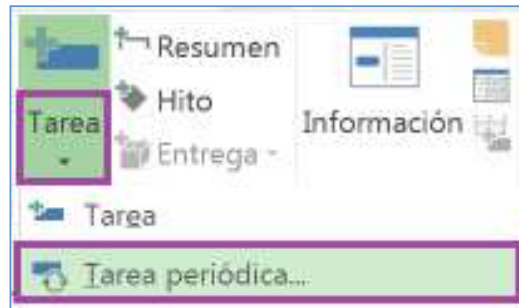 Resumen
Hito
Tarea
Información
Entrega
Tarea
Tarea periódica...